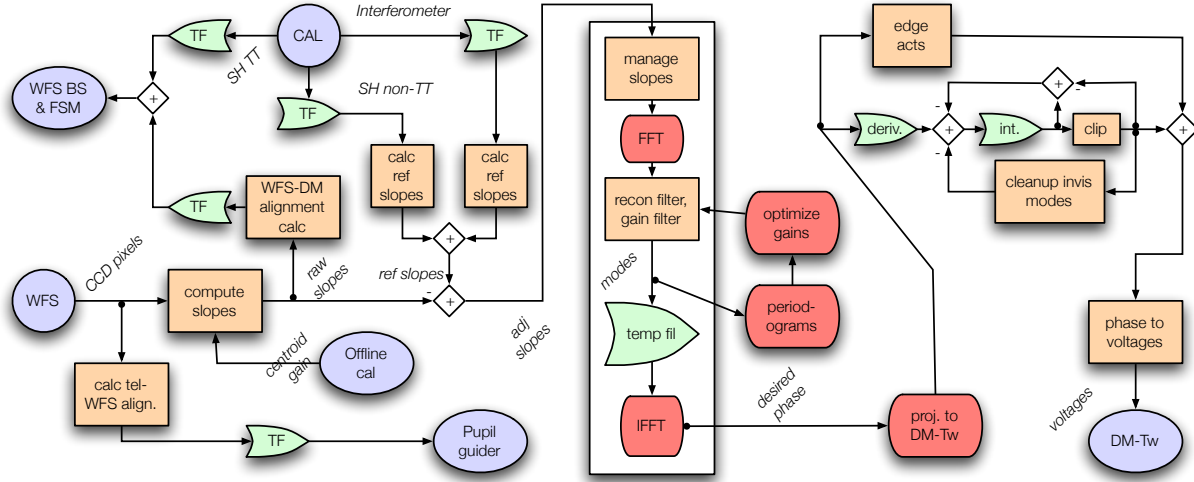 Interferometer
TF
CAL
TF
SH TT
WFS BS
& FSM
+
SH non-TT
TF
calc
ref
slopes
calc
ref
slopes
WFS-DM
alignment
calc
TF
+
ref slopes
CCD pixels
raw
slopes
WFS
compute
slopes
-
+
adj
slopes
centroid
gain
Offline
cal
calc tel-
WFS align.
TF
Pupil
guider
manage
slopes
FFT
recon filter,
gain filter
optimize
gains
modes
period-
ograms
temp fil
desired
phase
IFFT
proj. to
DM-Tw
edge
acts
+
-
-
deriv.
+
int.
clip
+
-
cleanup invis
modes
phase to
voltages
voltages
DM-Tw